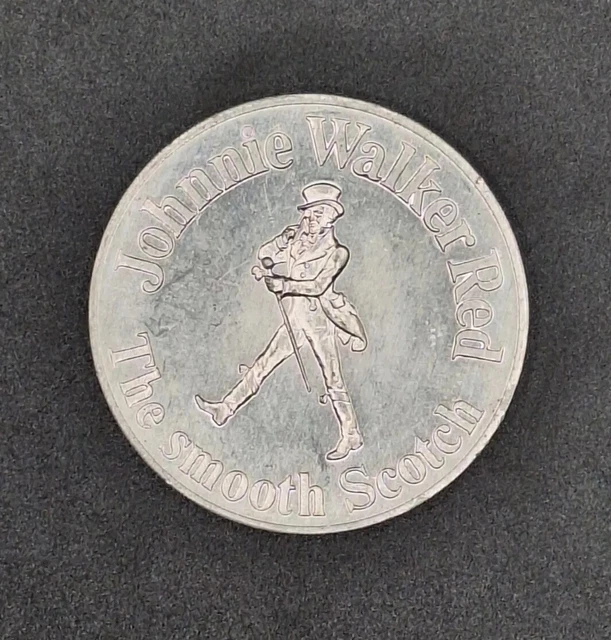 Johnnie Walker Red
The smooth Scotch